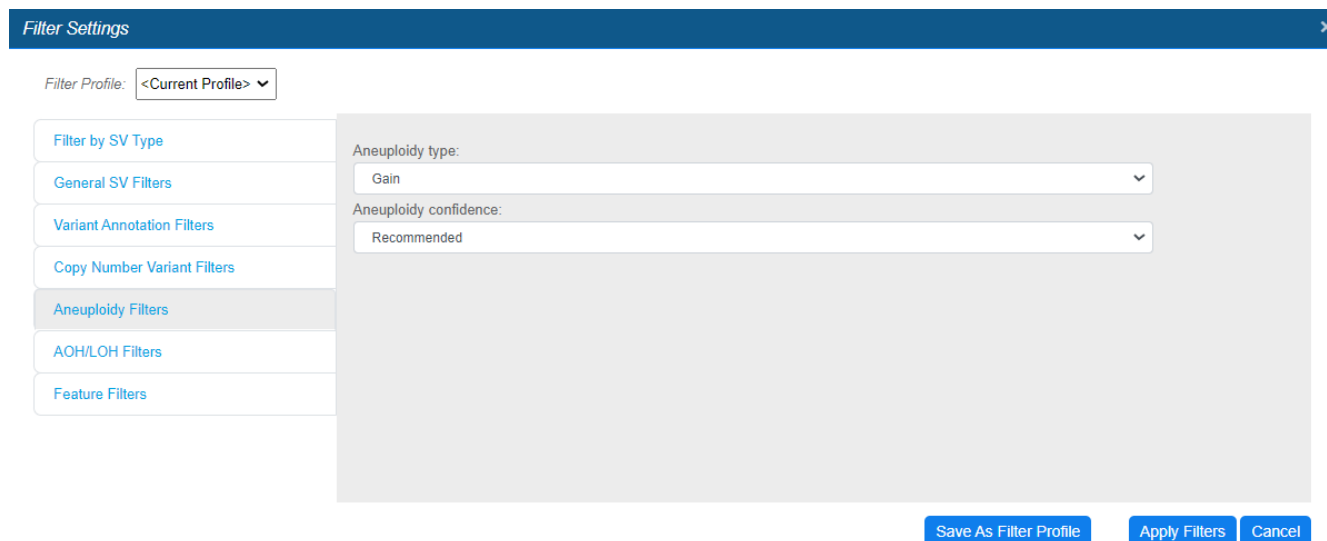 Filter Settings
Filter Profile: <Current Profile>
Filter by SV Type
General SV Filters
Variant Annotation Filters
Copy Number Variant Filters
Aneuploidy Filters
AOH/LOH Filters
Feature Filters
Aneuploidy type:
Gain
Aneuploidy confidence:
Recommended
Save As Filter Profile Apply Filters Cancel